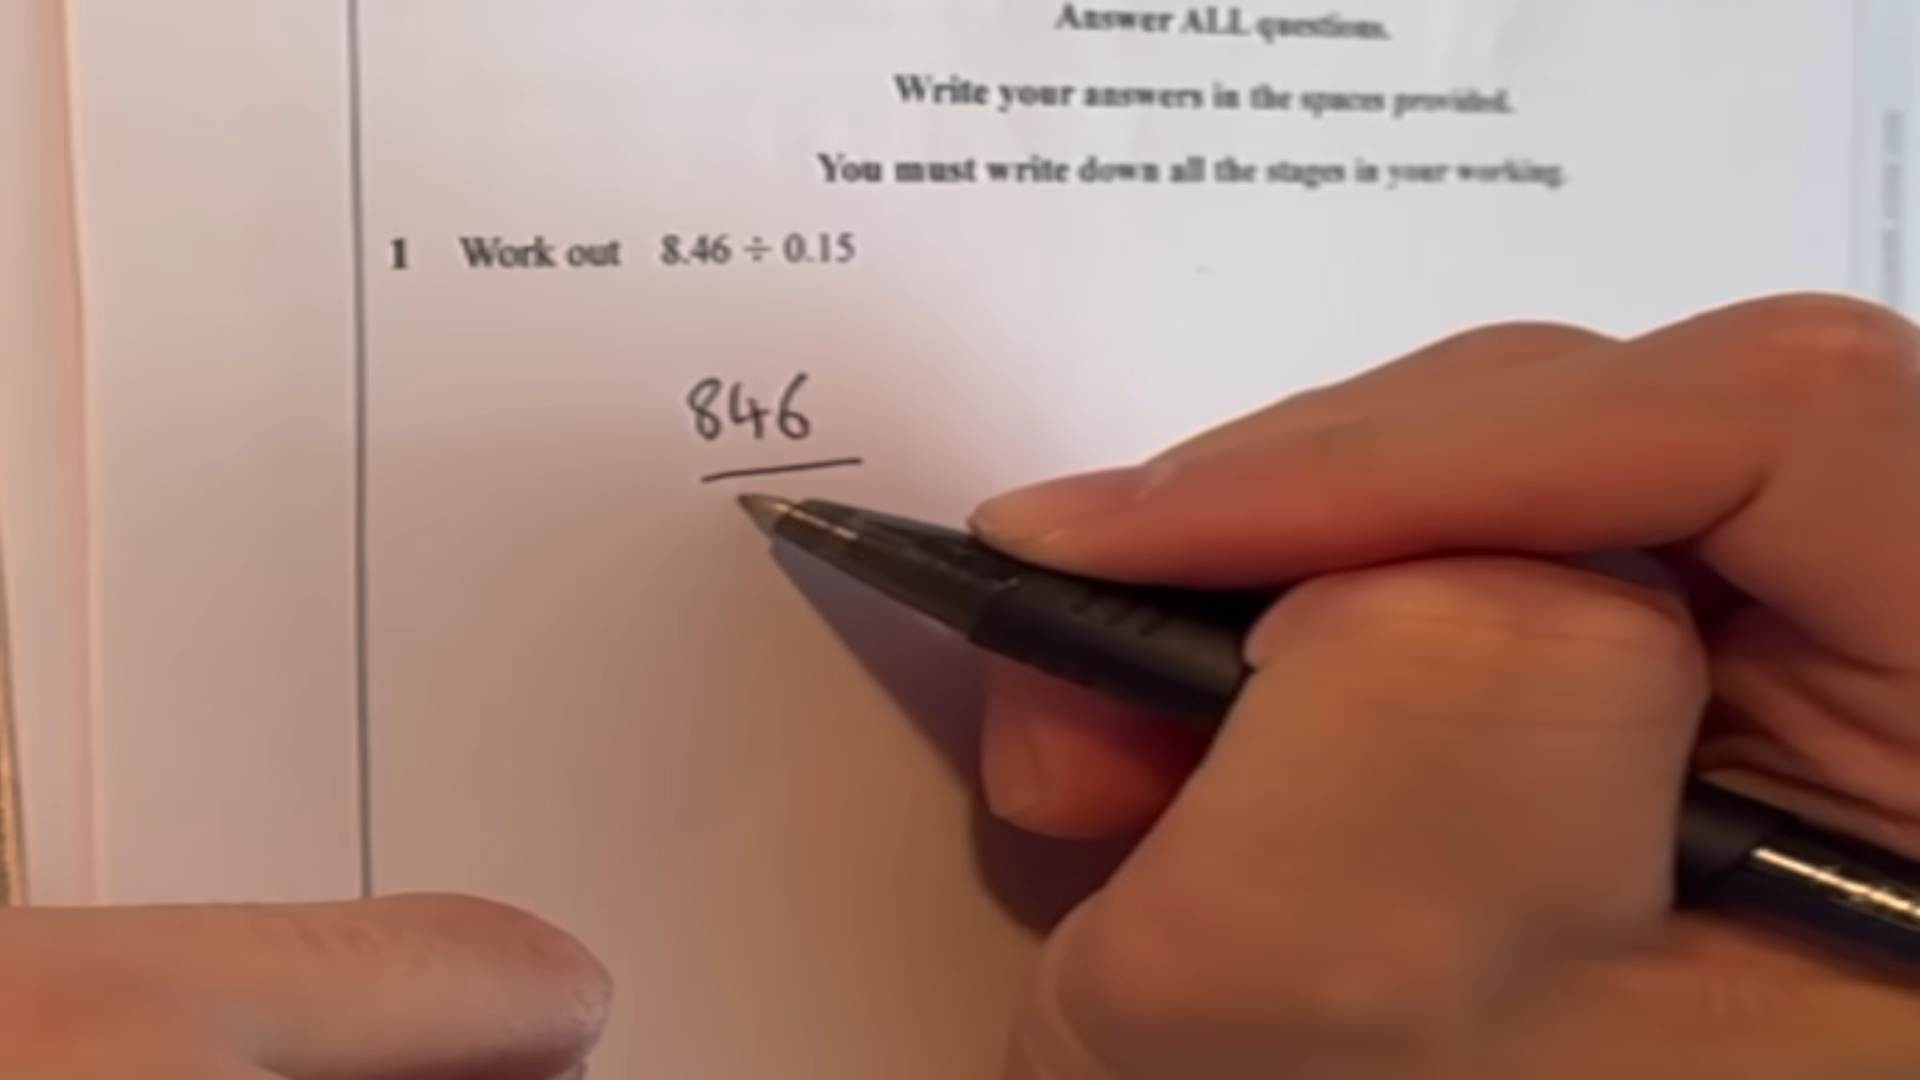 Answer ALL questions.
Write your answers in the spaces provided.
You must write down all the stages in your working.
1 Work out 8.46 ÷ 0.15
846